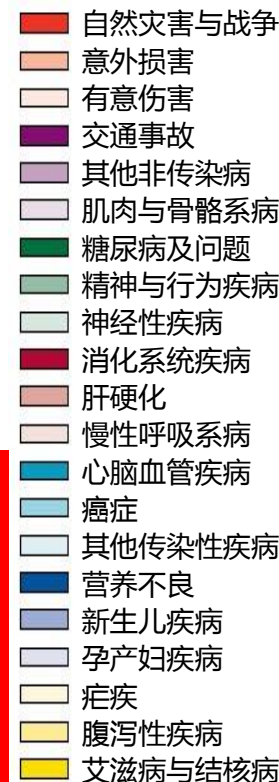 自然灾害与战争
意外损害
有意伤害
交通事故
其他非传染病
肌肉与骨骼系病
糖尿病及问题
精神与行为疾病
神经性疾病
消化系统疾病
肝硬化
慢性呼吸系病
心脑血管疾病
癌症
其他传染性疾病
营养不良
新生儿疾病
孕产妇疾病
疟疾
腹泻性疾病
艾滋病与结核病